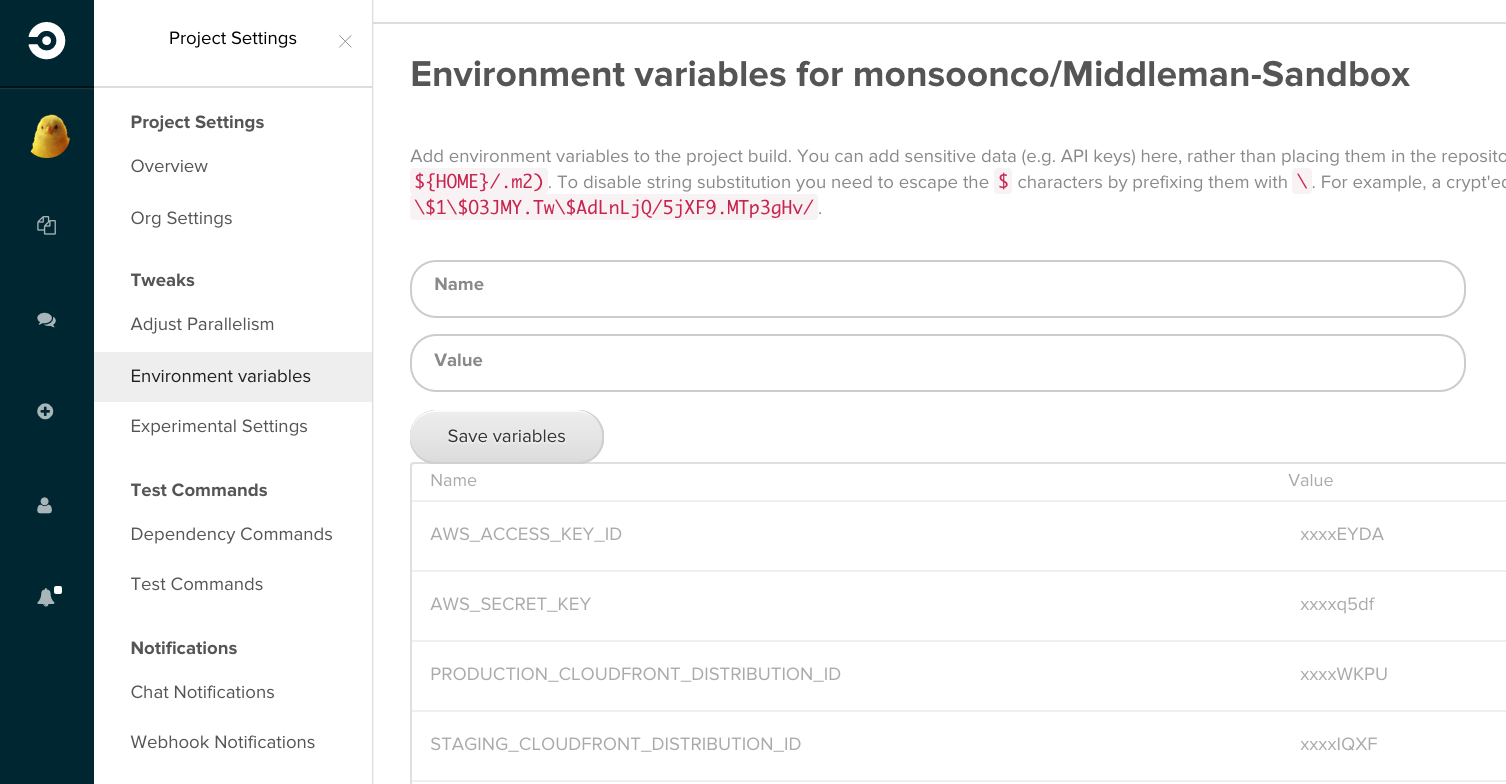 Project Settings
Project Settings
Overview
Org Settings
Tweaks
Adjust Parallelism
Environment variables
Experimental Settings
Test Commands
Dependency Commands
Test Commands
Notifications
Chat Notifications
Webhook Notifications
Environment variables for monsoonco/Middleman-Sandbox
Add environment variables to the project build. You can add sensitive data (e.g. API keys) here, rather than placing them in the reposito
${HOME}/.m2) . To disable string substitution you need to escape the $ characters by prefixing them with \ . For example, a crypt'ed
\$1\$O3JMY.Tw\$AdLnLjQ/5jXF9.MTp3gHv/ .
Name
Value
Save variables
Name Value
AWS_ACCESS_KEY_ID xxxxEYDA
AWS_SECRET_KEY xxxxq5df
PRODUCTION_CLOUDFRONT_DISTRIBUTION_ID xxxxWKPU
STAGING_CLOUDFRONT_DISTRIBUTION_ID xxxxIQXF